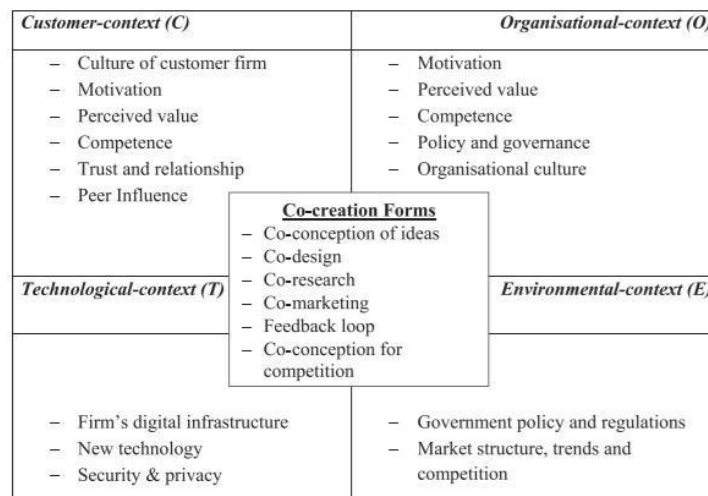 Customer-context (C)
Organisational-context (O)
– Culture of customer firm
– Motivation
– Perceived value
– Competence
– Trust and relationship
– Peer Influence
– Motivation
– Perceived value
– Competence
– Policy and governance
– Organisational culture
Co-creation Forms
– Co-conception of ideas
– Co-design
– Co-research
– Co-marketing
– Feedback loop
– Co-conception for
competition
Technological-context (T)
Environmental-context (E)
– Firm's digital infrastructure
– New technology
– Security & privacy
– Government policy and regulations
– Market structure, trends and
competition